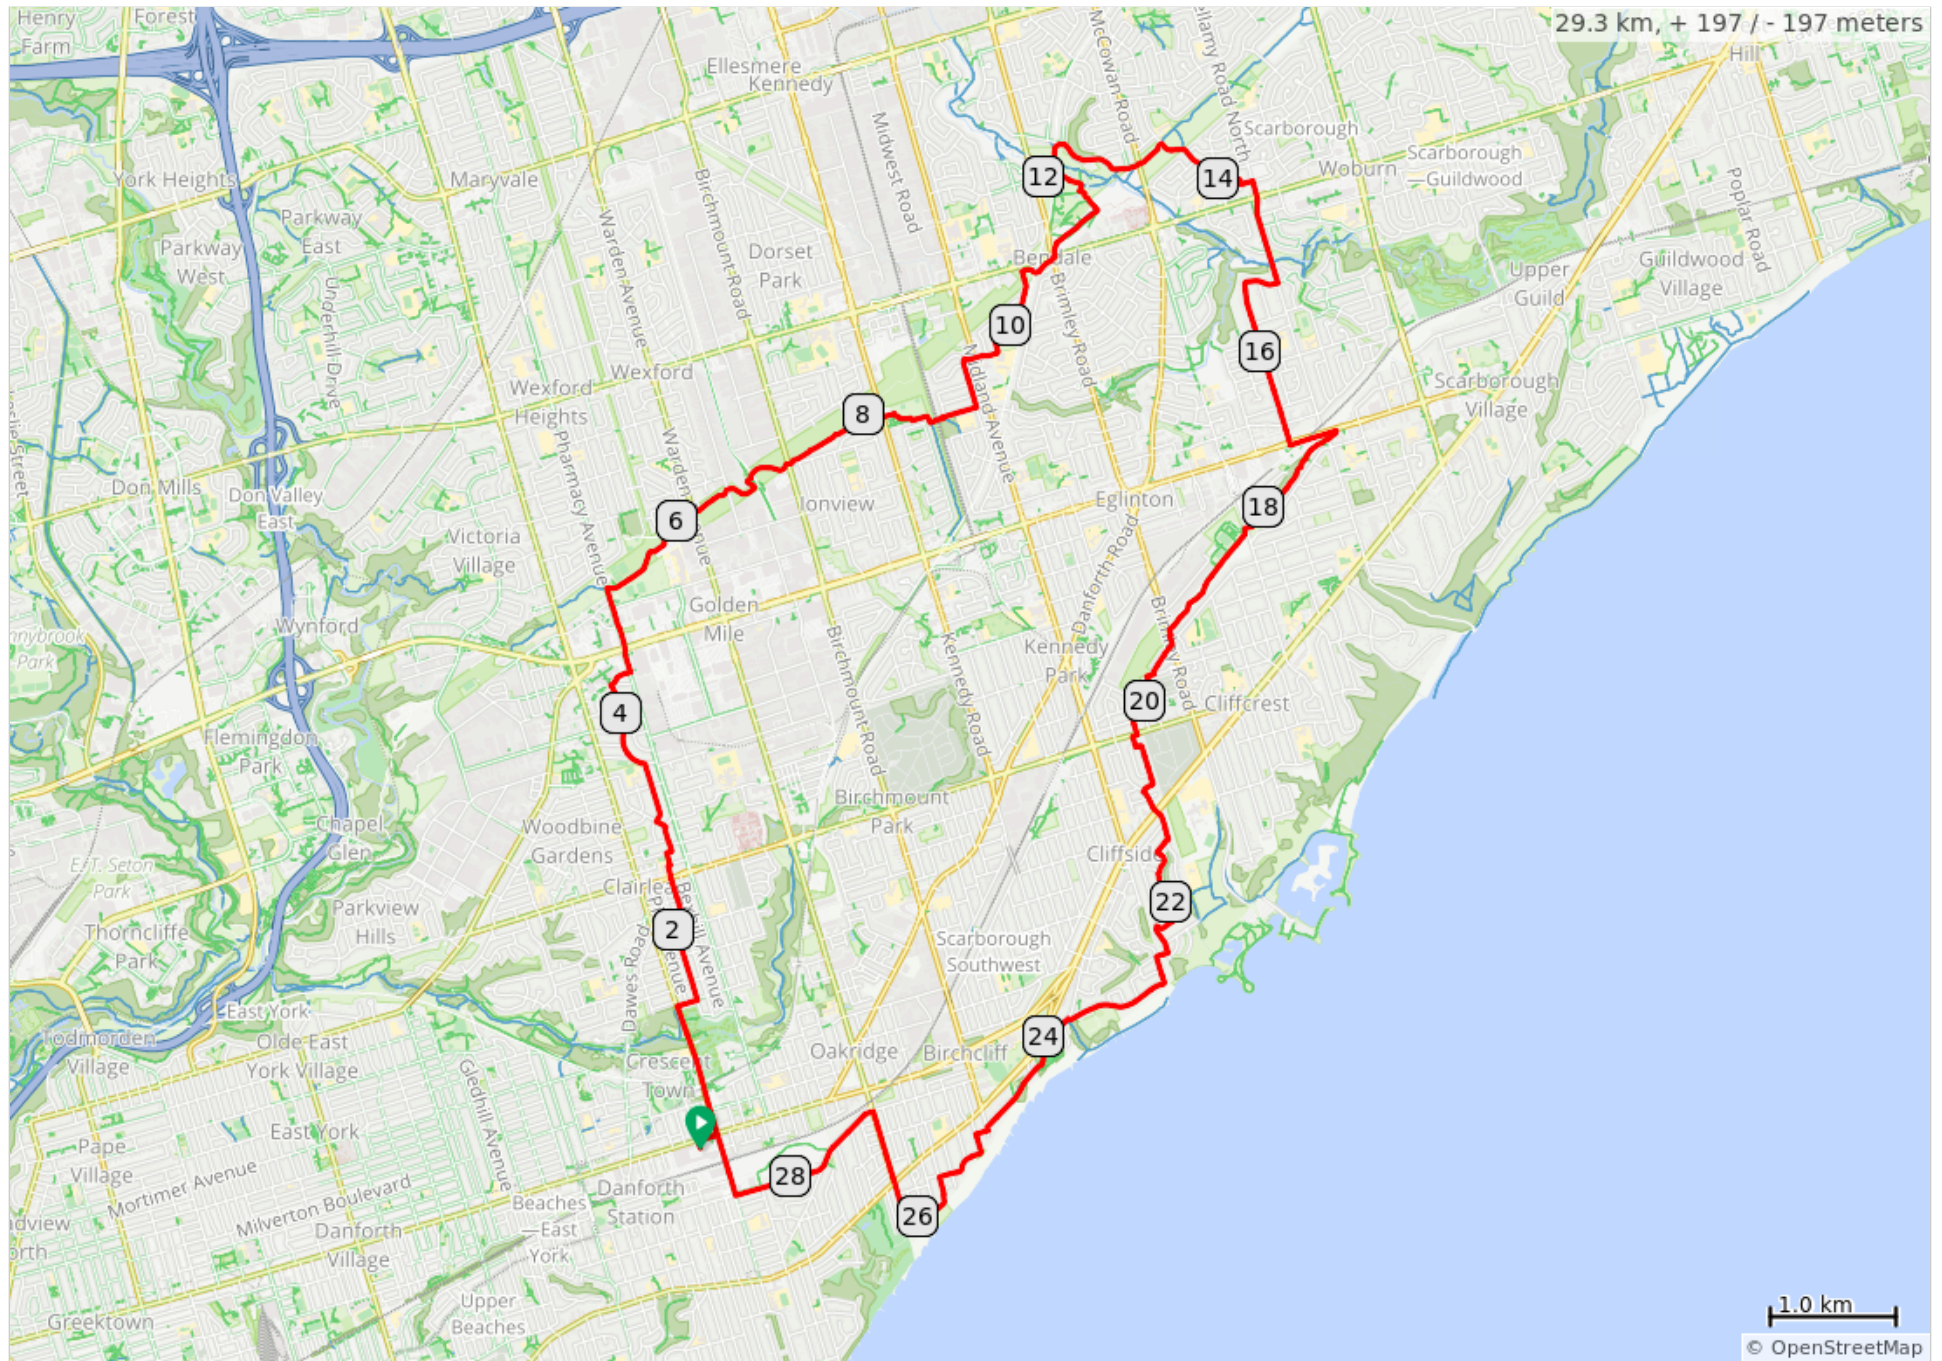 Henry
Farm
Forest
29.3 km, + 197 / - 197 meters
Hill
Ellesmere
Kennedy
McCowan Road
Bellamy Road North
Midwest Road
Scarborough
Woburn
Scarborough
—Guildwood
York Heights
Maryvale
Birchmount Road
Warden Avenue
12
14
Poplar Road
Parkway
East
Parkway
West
Dorset
Park
Bendale
Upper
Guild
Guildwood
Village
Underhill Drive
Brimley Road
10
16
Midland Avenue
Wexford
Wexford
Heights
Scarborough
Village
8
Pharmacy Avenue
Warden Avenue
Don Mills
Don Valley
East
Ionview
Eglinton
18
6
Victoria
Village
Danforth Road
Golden
Mile
Wynford
Park
Birchmount Road
Kennedy Road
Kennedy
Park
Brimley Road
20
Cliffcrest
4
Flemingdon
Park
Birchmount
Park
Chapel
Glen
Woodbine
Gardens
Cliffside
E.T. Seton
Park
Clairlea
Parkview
Hills
22
2
Bexhill Avenue
Dawes Road
Thorncliffe
Park
Scarborough
Southwest
East York
Todmorden
Village
Olde East
York Village
24
Oakridge
Birchcliff
Crescent
Town
Gledhill Avenue
East York
Pape
Village
Mortimer Avenue
28
Danforth
Station
Milverton Boulevard
Beaches
—East
York
26
Danforth
Village
Upper
Beaches
Greektown
1.0 km
© OpenStreetMap